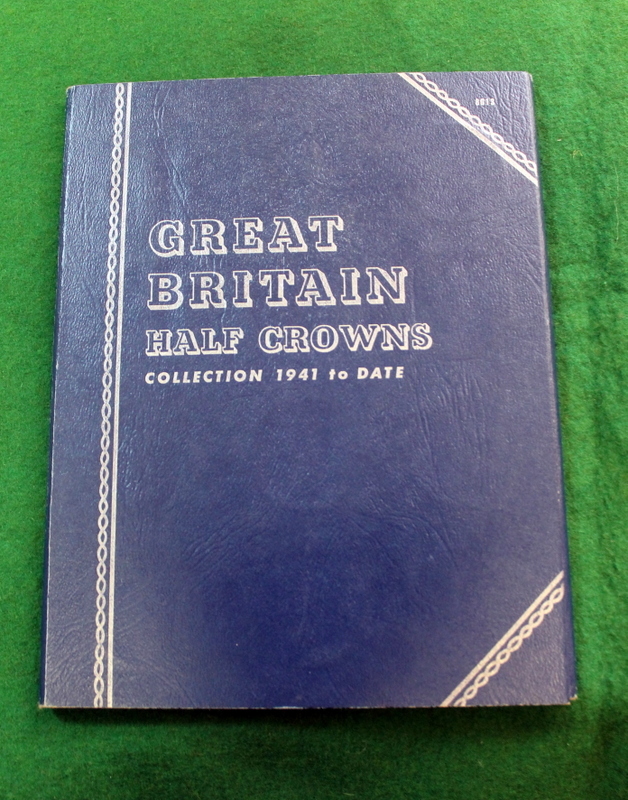 GREAT
BRITAIN
HALF CROWNS
COLLECTION 1941 to DATE